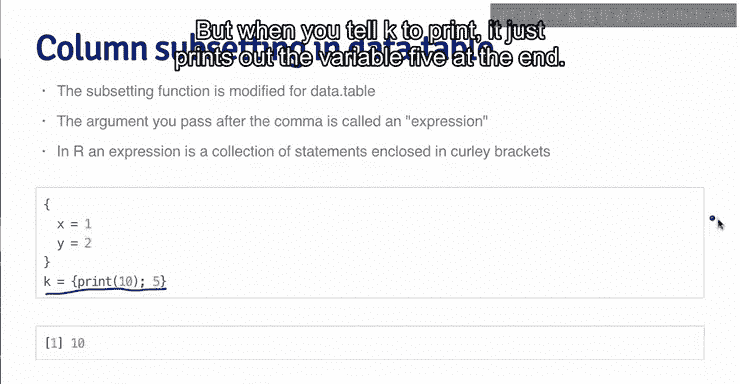 But when you tell k to print, it just
prints out the variable five at the end.
Column subsetting in data.table
· The subsetting function is modified for data.table
· The argument you pass after the comma is called an "expression"
· In R an expression is a collection of statements enclosed in curley brackets
{
x = 1
y = 2
}
k = {print(10); 5}
[1] 10